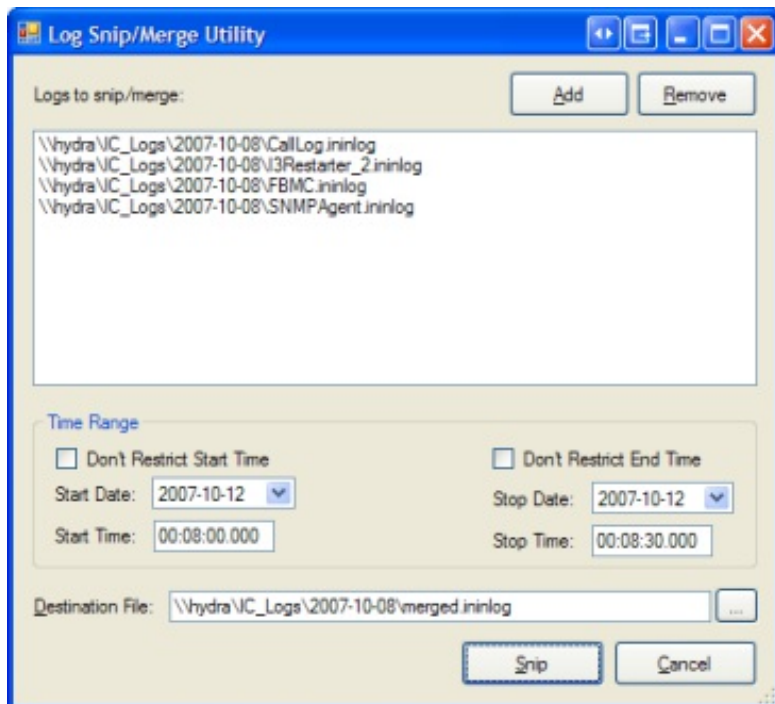 Log Snip/Merge Utility
Logs to snip/merge:
Add
Remove
\\hydra\IC_Logs\2007-10-08\CallLog.ininlog
\\hydra\IC_Logs\2007-10-08\I3Restarter_2.ininlog
\\hydra\IC_Logs\2007-10-08\FBMC.ininlog
\\hydra\IC_Logs\2007-10-08\SNMPAgent.ininlog
Time Range
Don't Restrict Start Time
Don't Restrict End Time
Start Date: 2007-10-12
Stop Date: 2007-10-12
Start Time: 00:08:00.000
Stop Time: 00:08:30.000
Destination File: \\hydra\IC_Logs\2007-10-08\merged.ininlog
...
Snip
Cancel